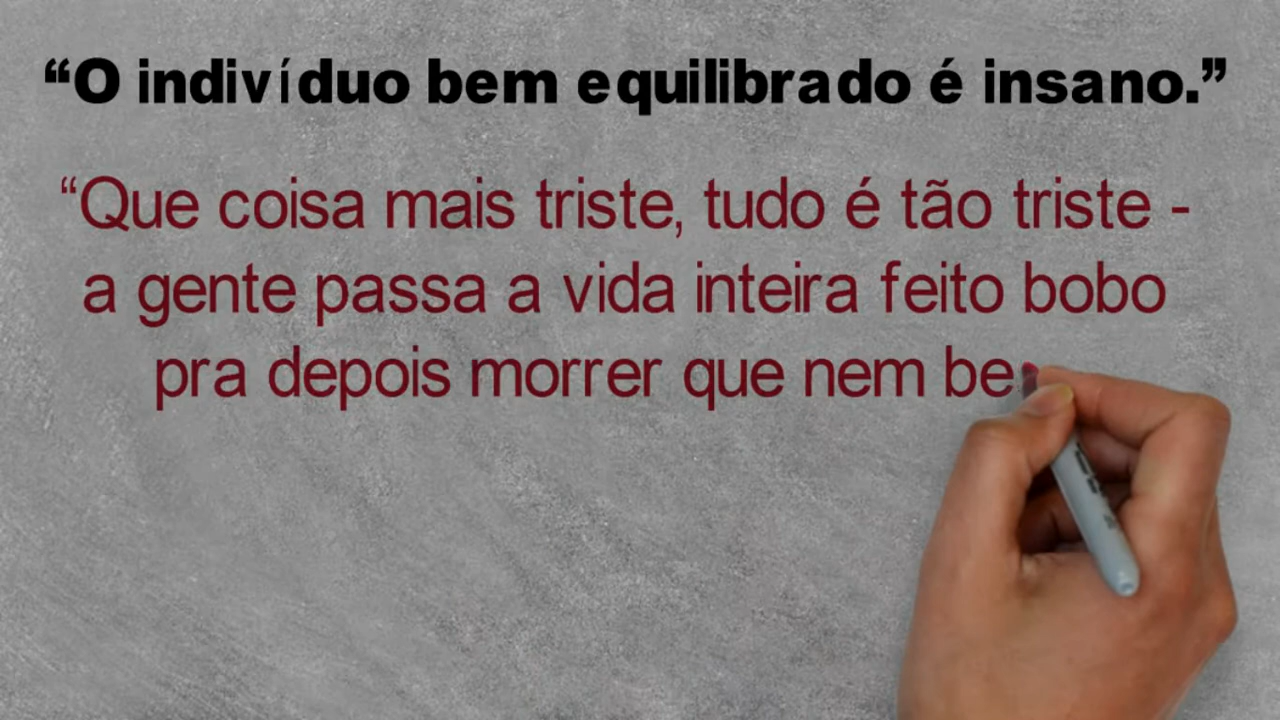 “O indivíduo bem equilibrado é insano.”
“Que coisa mais triste, tudo é tão triste -
a gente passa a vida inteira feito bobo
pra depois morrer que nem be